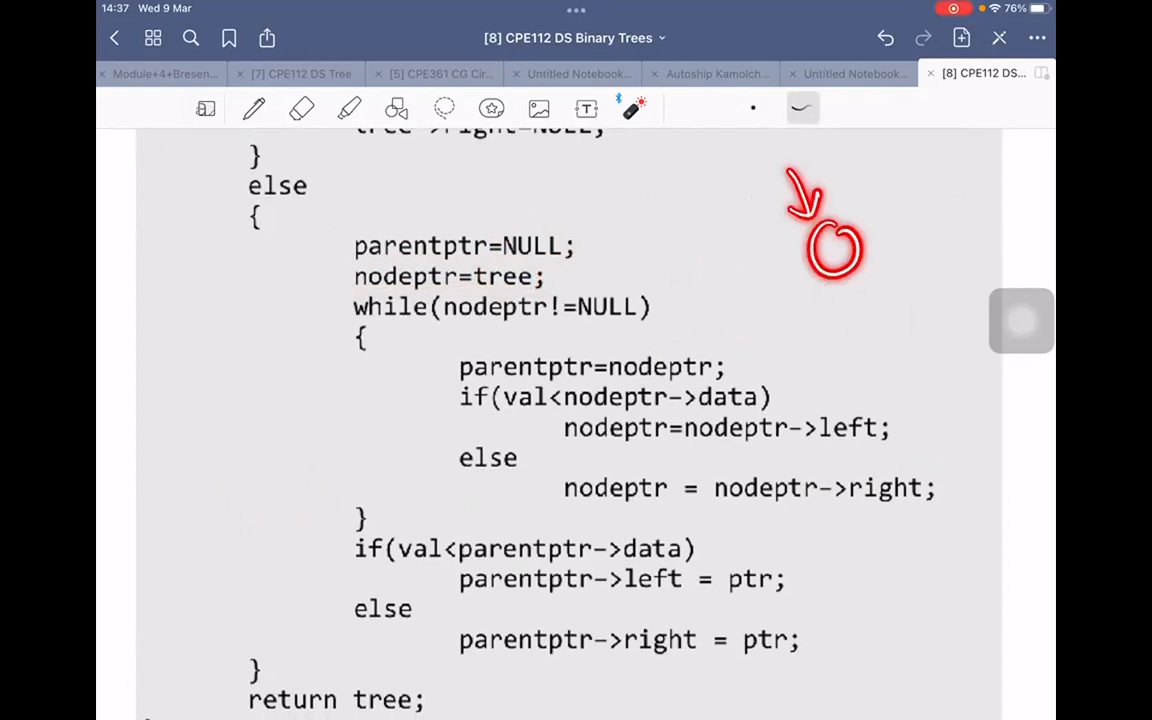 14:37 Wed 9 Mar
76%
[8] CPE112 DS Binary Trees
Module+4+Bresen...
[7] CPE112 DS Tree
[5] CPE361 CG Cir...
Untitled Notebook...
Autoship Kamolch...
Untitled Notebook...
[8] CPE112 DS...
tree->right=NULL;
}
else
{
parentptr=NULL;
nodeptr=tree;
while(nodeptr!=NULL)
{
parentptr=nodeptr;
if(val<nodeptr->data)
nodeptr=nodeptr->left;
else
nodeptr = nodeptr->right;
}
if(val<parentptr->data)
parentptr->left = ptr;
else
parentptr->right = ptr;
}
return tree;